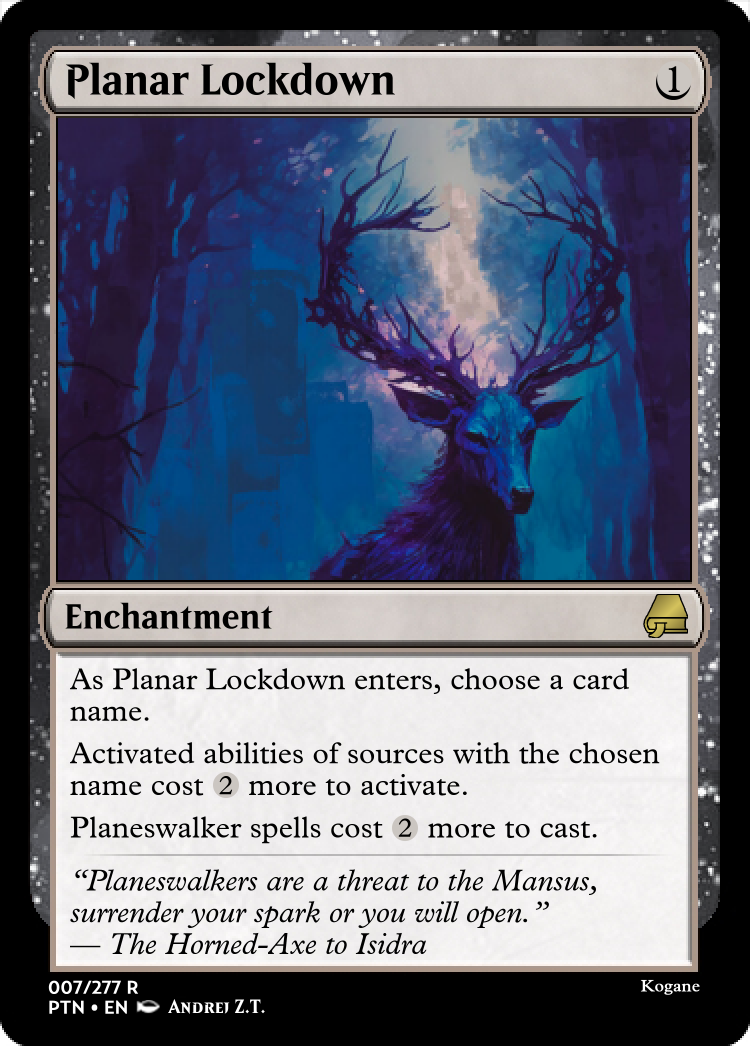 Planar Lockdown 1
Enchantment
As Planar Lockdown enters, choose a card
name.
Activated abilities of sources with the chosen
name cost 2 more to activate.
Planeswalker spells cost 2 more to cast.
“Planeswalkers are a threat to the Mansus,
surrender your spark or you will open.”
— The Horned-Axe to Isidra
007/277 R
Kogane
PTN • EN Andrej Z.T.